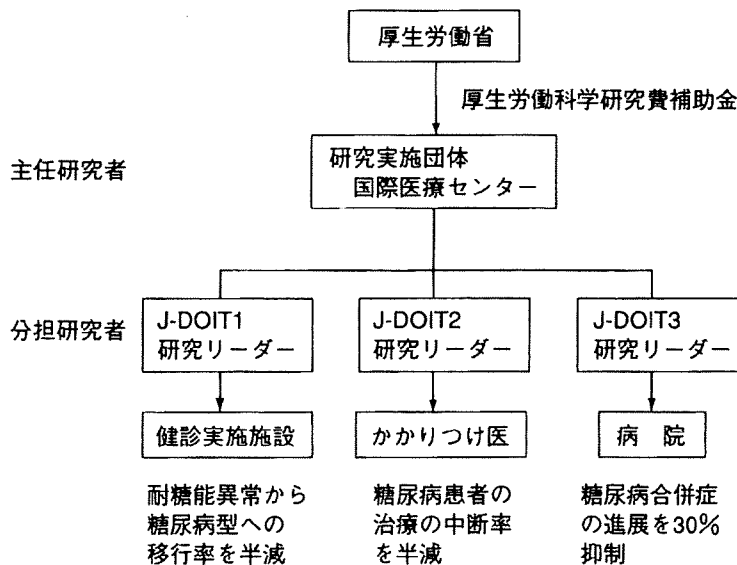 厚生労働省
厚生労働科学研究費補助金
主任研究者
研究実施団体
国際医療センター
分担研究者
J-DOIT1
研究リーダー
J-DOIT2
研究リーダー
J-DOIT3
研究リーダー
健診実施施設
かかりつけ医
病　院
耐糖能異常から
糖尿病型への
移行率を半減
糖尿病患者の
治療の中断率
を半減
糖尿病合併症
の進展を30%
抑制